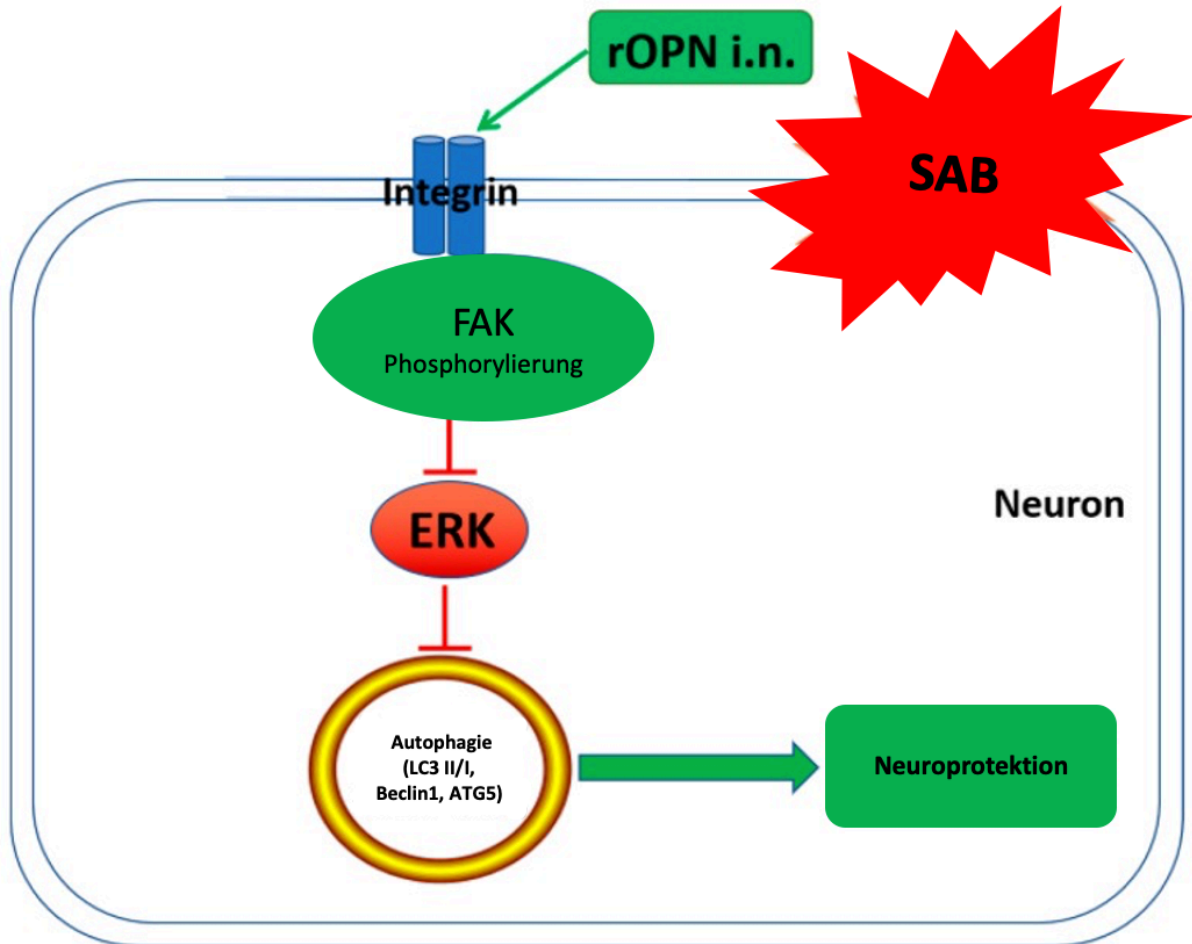 rOPN i.n.
SAB
Integrin
FAK
Phosphorylierung
ERK
Neuron
Autophagie
(LC3 II/I,
Beclin1, ATG5)
Neuroprotektion